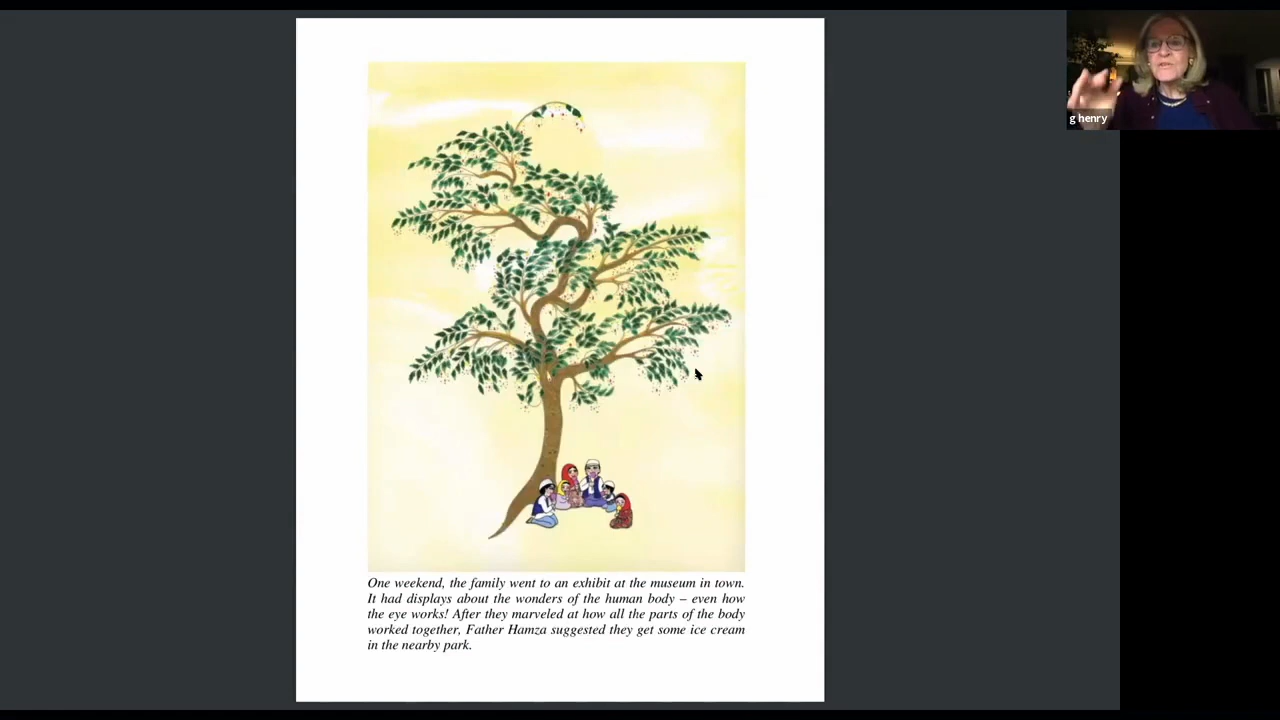 g henry
One weekend, the family went to an exhibit at the museum in town.
It had displays about the wonders of the human body – even how
the eye works! After they marveled at how all the parts of the body
worked together, Father Hamza suggested they get some ice cream
in the nearby park.